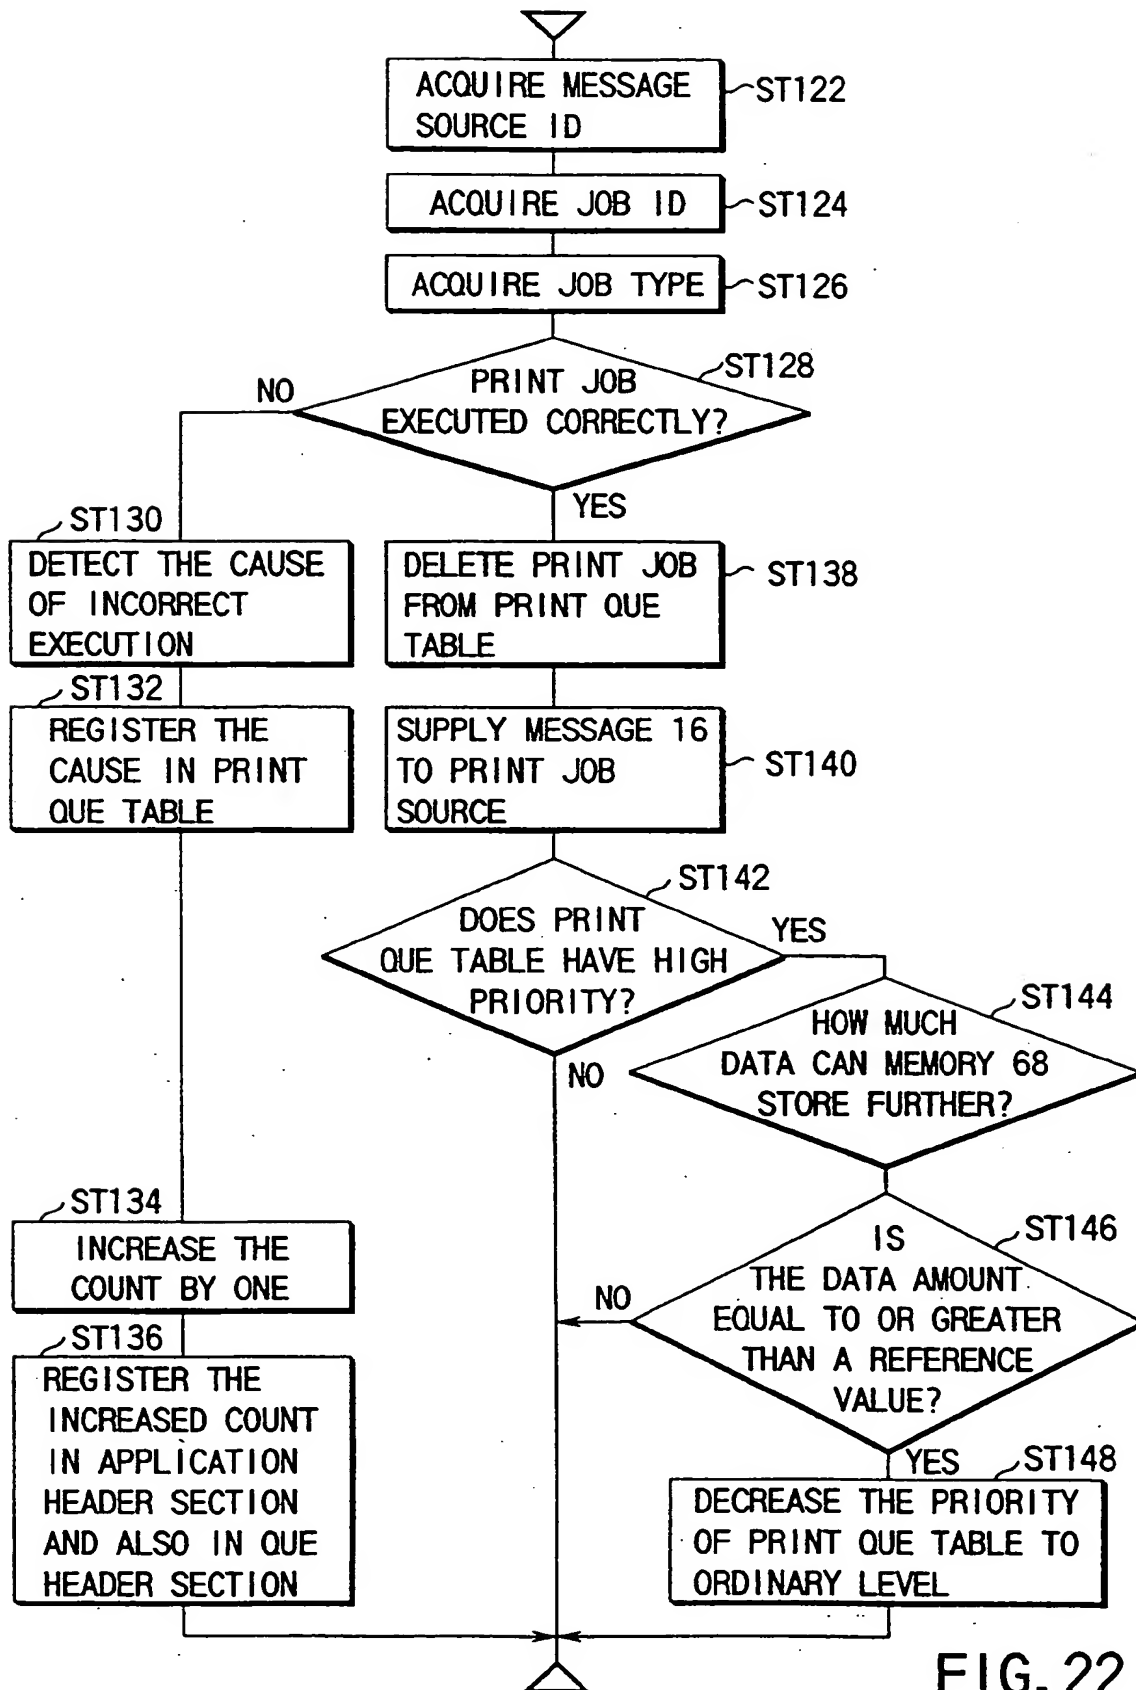 ACQUIRE MESSAGE
SOURCE ID
ST122
ACQUIRE JOB ID
ST124
ACQUIRE JOB TYPE
ST126
ST128
PRINT JOB
EXECUTED CORRECTLY?
NO
YES
ST130
DETECT THE CAUSE
OF INCORRECT
EXECUTION
ST132
REGISTER THE
CAUSE IN PRINT
QUE TABLE
DELETE PRINT JOB
FROM PRINT QUE
TABLE
ST138
SUPPLY MESSAGE 16
TO PRINT JOB
SOURCE
ST140
ST142
DOES PRINT
QUE TABLE HAVE HIGH
PRIORITY?
YES
NO
ST144
HOW MUCH
DATA CAN MEMORY 68
STORE FURTHER?
ST134
INCREASE THE
COUNT BY ONE
ST136
REGISTER THE
INCREASED COUNT
IN APPLICATION
HEADER SECTION
AND ALSO IN QUE
HEADER SECTION
ST146
IS
THE DATA AMOUNT
EQUAL TO OR GREATER
THAN A REFERENCE
VALUE?
NO
YES
ST148
DECREASE THE PRIORITY
OF PRINT QUE TABLE TO
ORDINARY LEVEL
FIG. 22